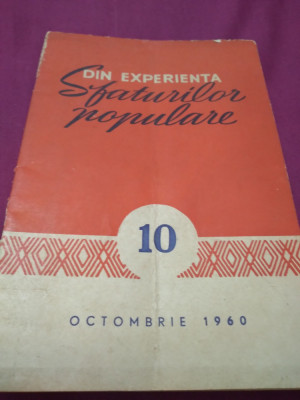 DIN EXPERIENTA
Sfaturilor
populare
10
OCTOMBRIE 1960